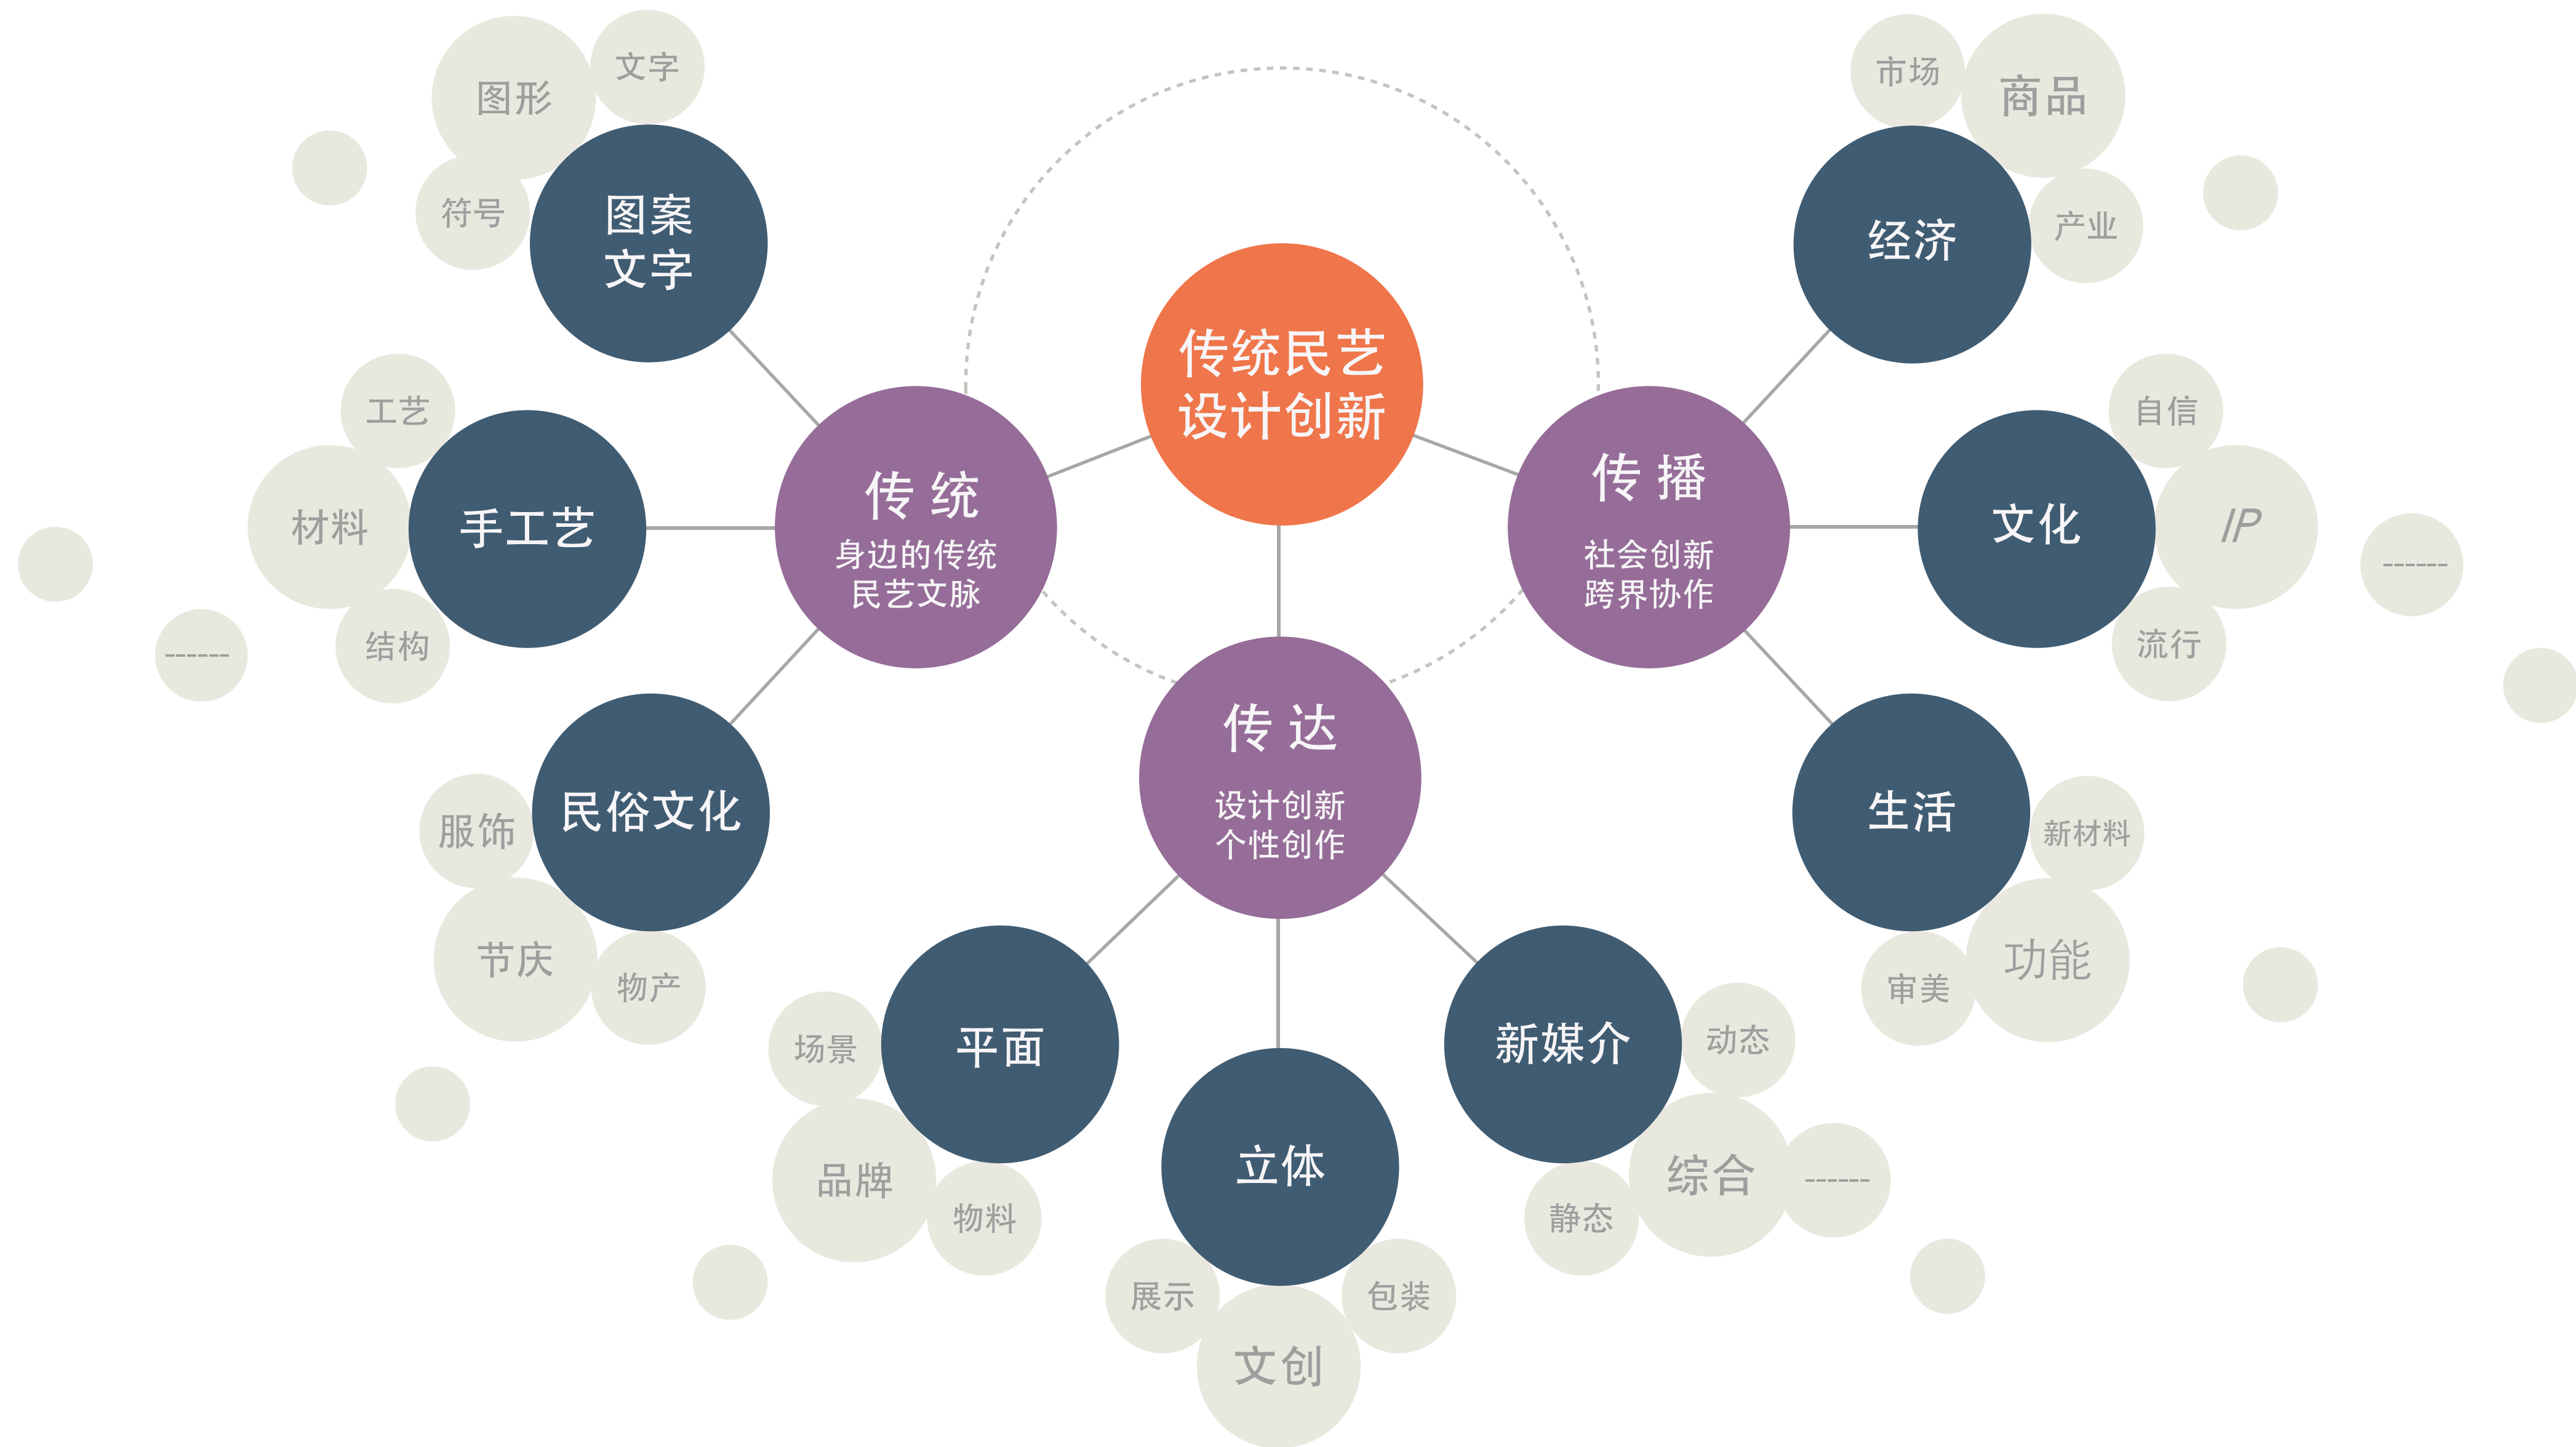 传统民艺
设计创新
传 统
身边的传统
民艺文脉
图案
文字
图形
文字
符号
手工艺
工艺
材料
结构
------
民俗文化
服饰
节庆
物产
传 达
设计创新
个性创作
平面
场景
品牌
物料
立体
展示
文创
包装
新媒介
动态
综合
静态
------
传 播
社会创新
跨界协作
经济
市场
商品
产业
文化
自信
IP
流行
------
生活
新材料
功能
审美